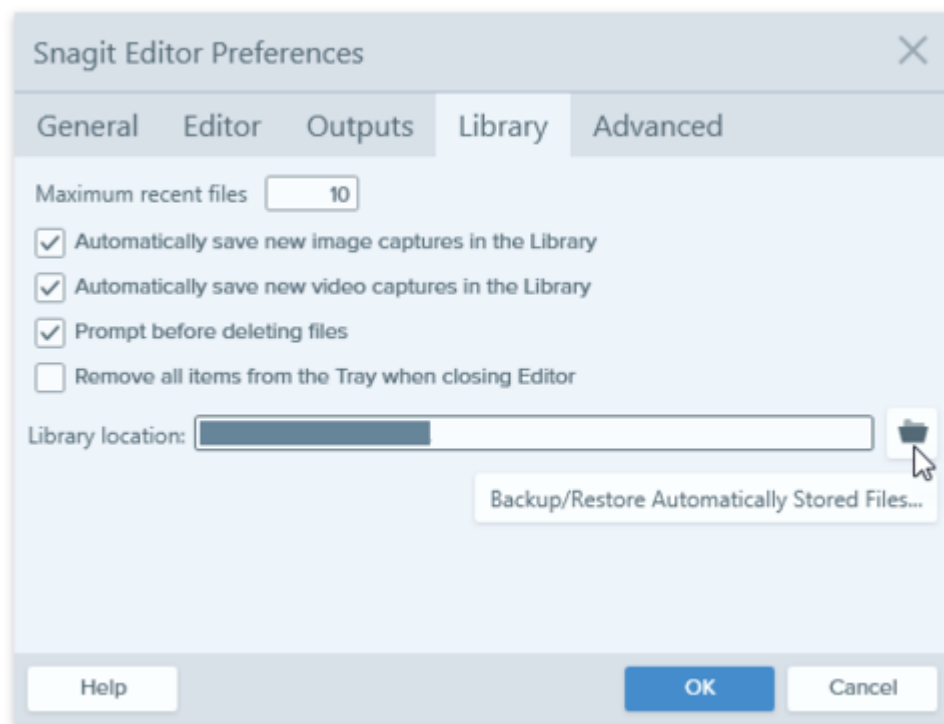 Snagit Editor Preferences
General Editor Outputs Library Advanced
Maximum recent files 10
Automatically save new image captures in the Library
Automatically save new video captures in the Library
Prompt before deleting files
Remove all items from the Tray when closing Editor
Library location:
Backup/Restore Automatically Stored Files...
Help OK Cancel